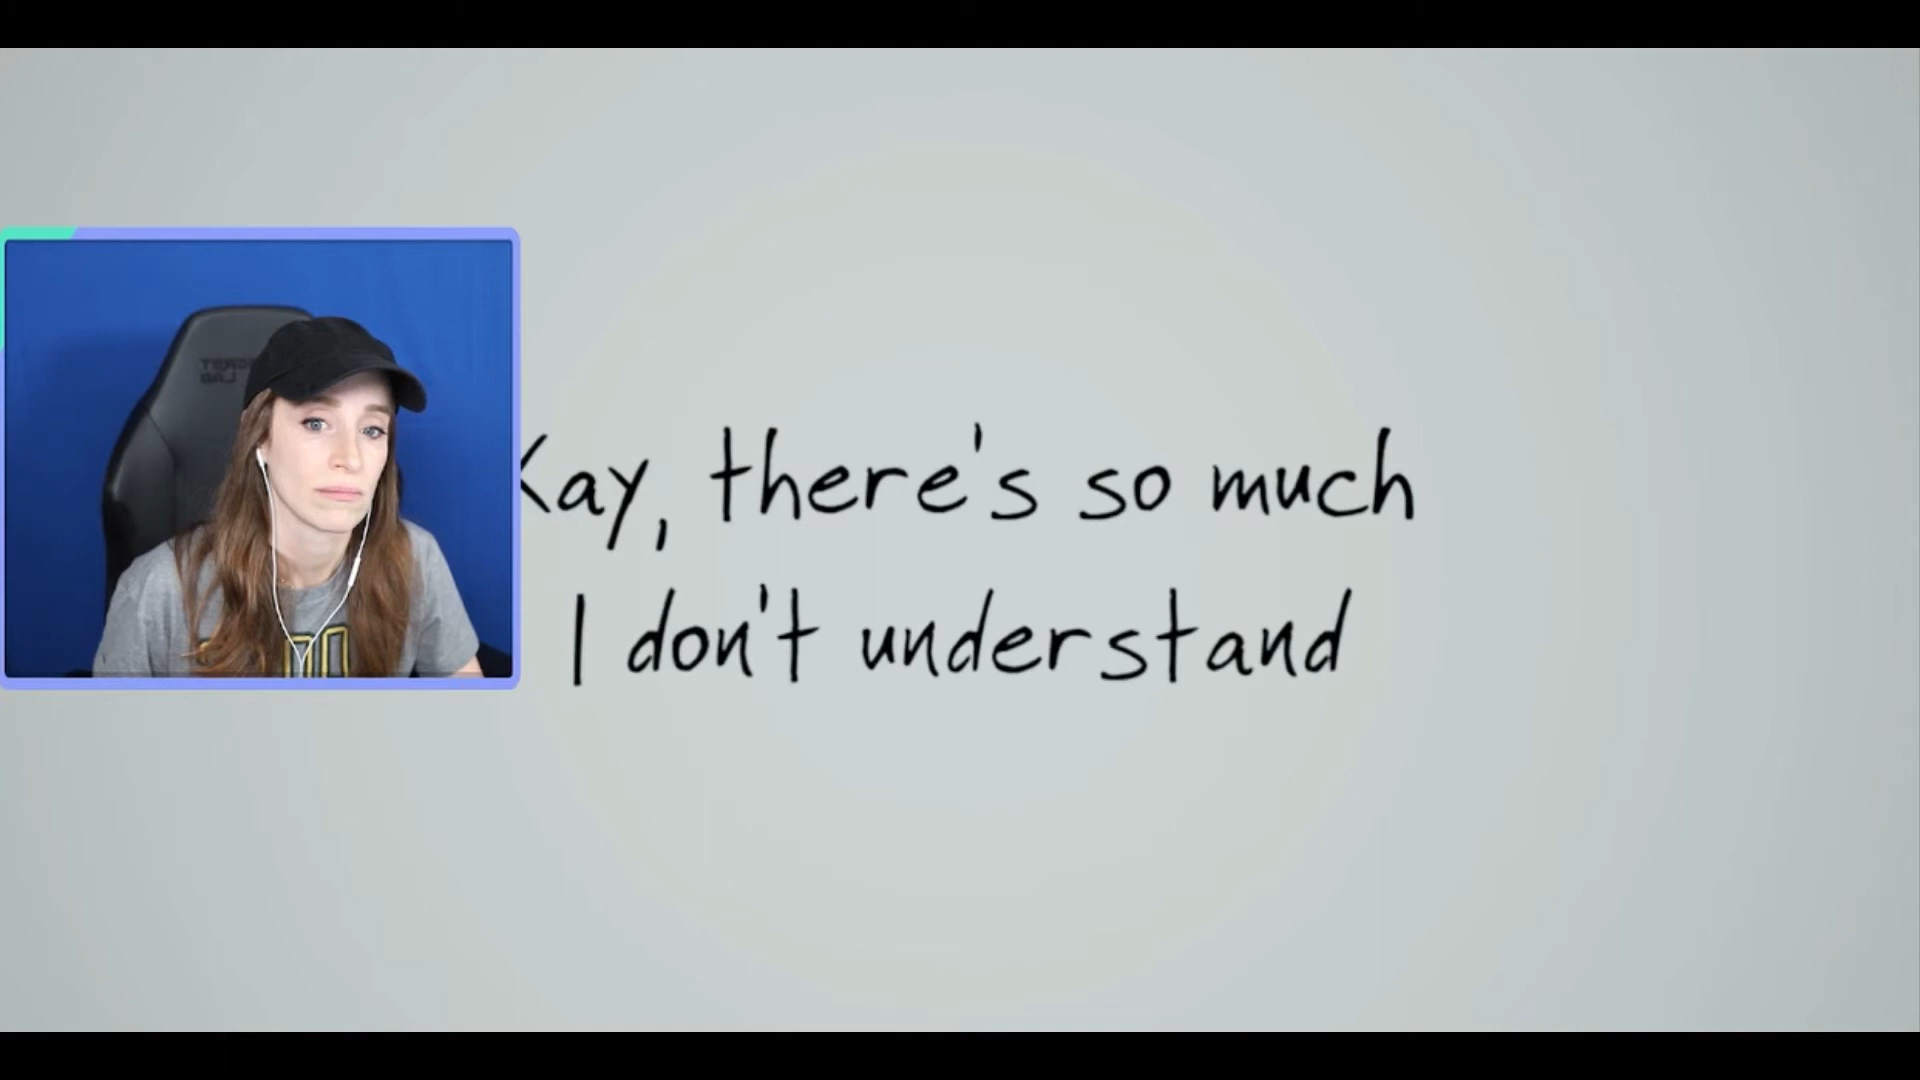 Kay, there's so much
I don't understand